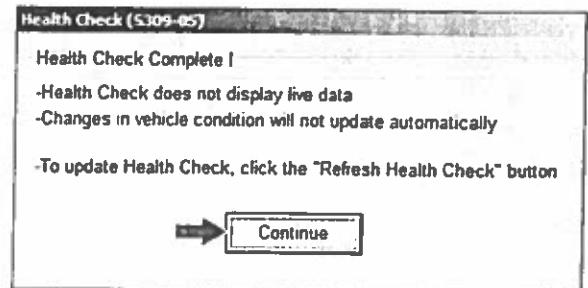 Health Check (S309-05)
Health Check Complete !
-Health Check does not display live data
-Changes in vehicle condition will not update automatically
-To update Health Check, click the "Refresh Health Check" button
Continue